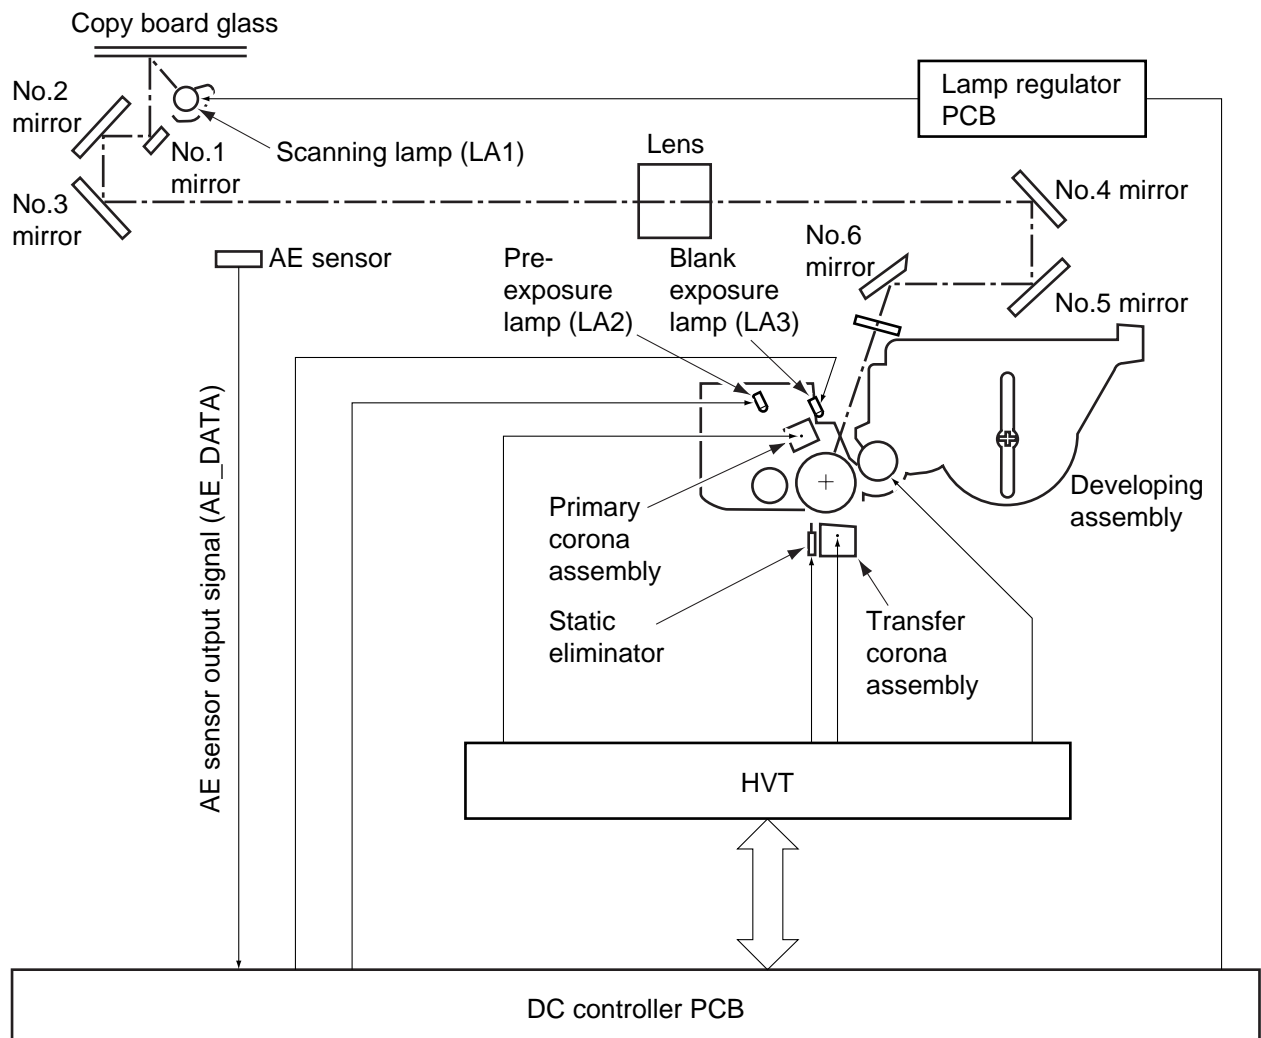 Copy board glass
No.2
mirror
Lamp regulator
PCB
No.1
mirror
Scanning lamp (LA1)
Lens
No.3
mirror
No.4 mirror
AE sensor
Pre-
exposure
lamp (LA2)
Blank
exposure
lamp (LA3)
No.6
mirror
No.5 mirror
AE sensor output signal (AE_DATA)
Primary
corona
assembly
Developing
assembly
Static
eliminator
Transfer
corona
assembly
HVT
DC controller PCB